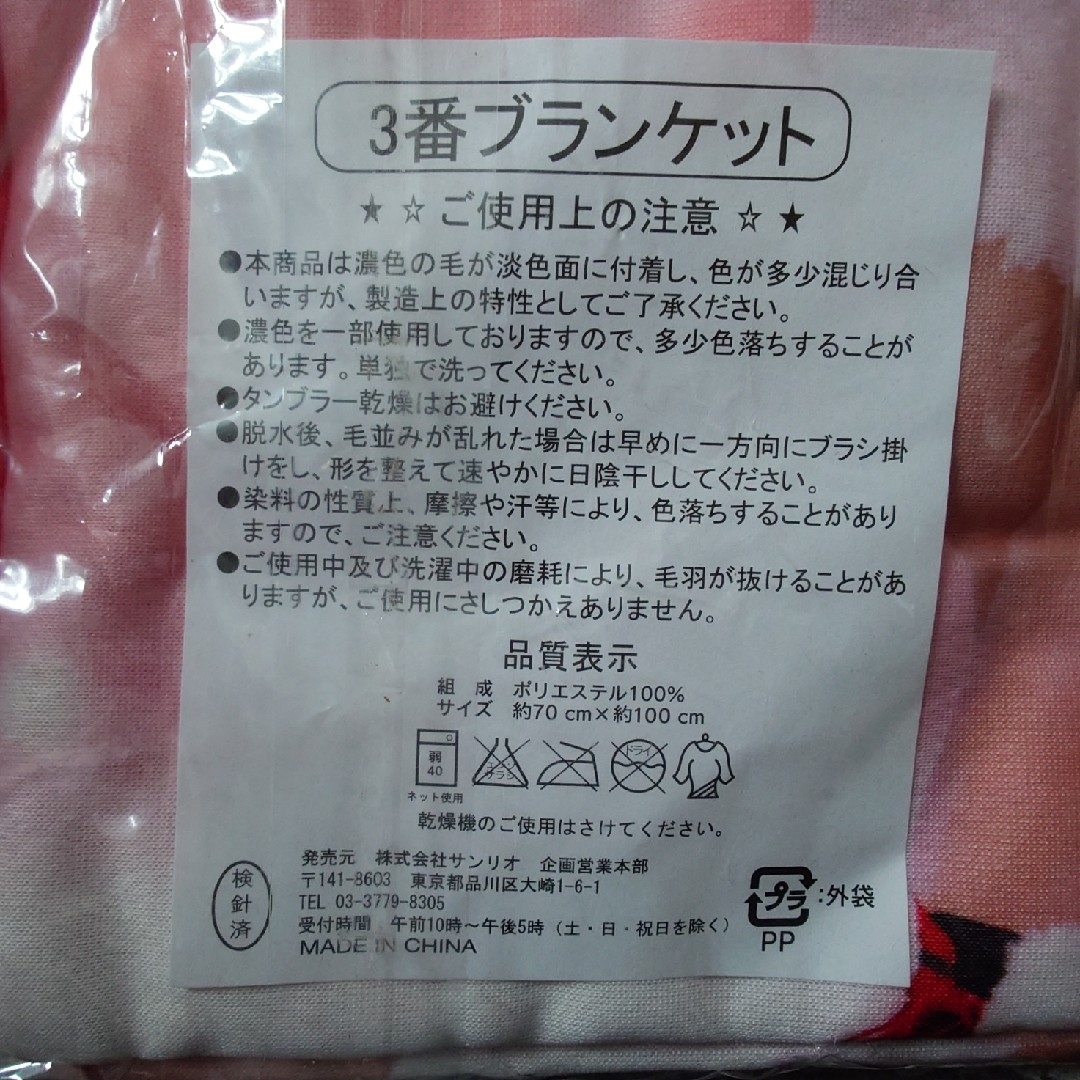 3番ブランケット
★ ☆ ご使用上の注意 ☆ ★
●本商品は濃色の毛が淡色面に付着し、色が多少混じり合
いますが、製造上の特性としてご了承ください。
●濃色を一部使用しておりますので、多少色落ちすることが
あります。単独で洗ってください。
●タンブラー乾燥はお避けください。
●脱水後、毛並みが乱れた場合は早めに一方向にブラシ掛
けをし、形を整えて速やかに日陰干ししてください。
●染料の性質上、摩擦や汗等により、色落ちすることがあり
ますので、ご注意ください。
●ご使用中及び洗濯中の磨耗により、毛羽が抜けることがあ
りますが、ご使用にさしつかえありません。
品質表示
組 成 ポリエステル100%
サイズ 約70 cm×約100 cm
弱
40
エンソ
サラシ
ドライ
ネット使用
乾燥機のご使用はさけてください。
検
針
済
発売元 株式会社サンリオ 企画営業本部
〒141-8603 東京都品川区大崎1-6-1
TEL 03-3779-8305
受付時間 午前10時～午後5時（土・日・祝日を除く）
MADE IN CHINA
プラ:外袋
PP